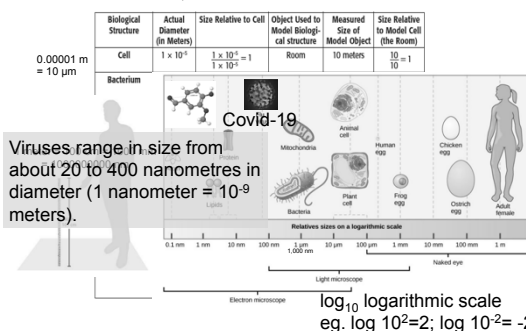 Biological Structure
Actual Diameter (in Meters)
Size Relative to Cell
Object Used to Model Biologi-cal structure
Measured Size of Model Object
Size Relative to Model Cell (the Room)
Cell
1 × 10-5
1 × 10-5 / 1 × 10-5 = 1
Room
10 meters
10/10 = 1
0.00001 m
= 10 µm
Bacterium
Covid-19
Viruses range in size from
about 20 to 400 nanometres in
diameter (1 nanometer = 10-9
meters).
Protein
Lipids
Mitochondria
Bacteria
Animal cell
Plant cell
Human egg
Frog egg
Chicken egg
Ostrich egg
Adult female
Relatives sizes on a logarithmic scale
0.1 nm 1 nm 10 nm 100 nm 1 µm 10 µm 100 µm 1 mm 10 mm 100 mm 1 m
1,000 nm
Naked eye
Light microscope
Electron microscope
log10 logarithmic scale
eg. log 10²=2; log 10-2= -2